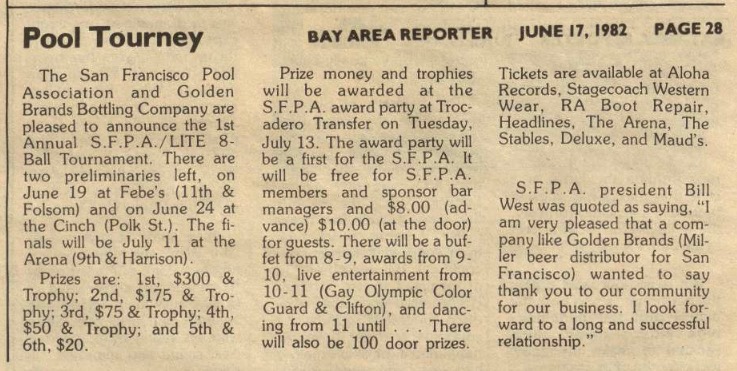 Pool Tourney
BAY AREA REPORTER JUNE 17, 1982 PAGE 28
The San Francisco Pool
Association and Golden
Brands Bottling Company are
pleased to announce the 1st
Annual S.F.P.A./LITE 8-
Ball Tournament. There are
two preliminaries left, on
June 19 at Febe's (11th &
Folsom) and on June 24 at
the Cinch (Polk St.). The fi-
nals will be July 11 at the
Arena (9th & Harrison).
Prizes are: 1st, $300 &
Trophy; 2nd, $175 & Tro-
phy; 3rd, $75 & Trophy; 4th,
$50 & Trophy; and 5th &
6th, $20.
Prize money and trophies
will be awarded at the
S.F.P.A. award party at Troc-
adero Transfer on Tuesday,
July 13. The award party will
be a first for the S.F.P.A. It
will be free for S.F.P.A.
members and sponsor bar
managers and $8.00 (ad-
vance) $10.00 (at the door)
for guests. There will be a buf-
fet from 8-9, awards from 9-
10, live entertainment from
10-11 (Gay Olympic Color
Guard & Clifton), and danc-
ing from 11 until . . . There
will also be 100 door prizes.
Tickets are available at Aloha
Records, Stagecoach Western
Wear, RA Boot Repair,
Headlines, The Arena, The
Stables, Deluxe, and Maud's.
S.F.P.A. president Bill
West was quoted as saying, "I
am very pleased that a com-
pany like Golden Brands (Mil-
ler beer distributor for San
Francisco) wanted to say
thank you to our community
for our business. I look for-
ward to a long and successful
relationship."